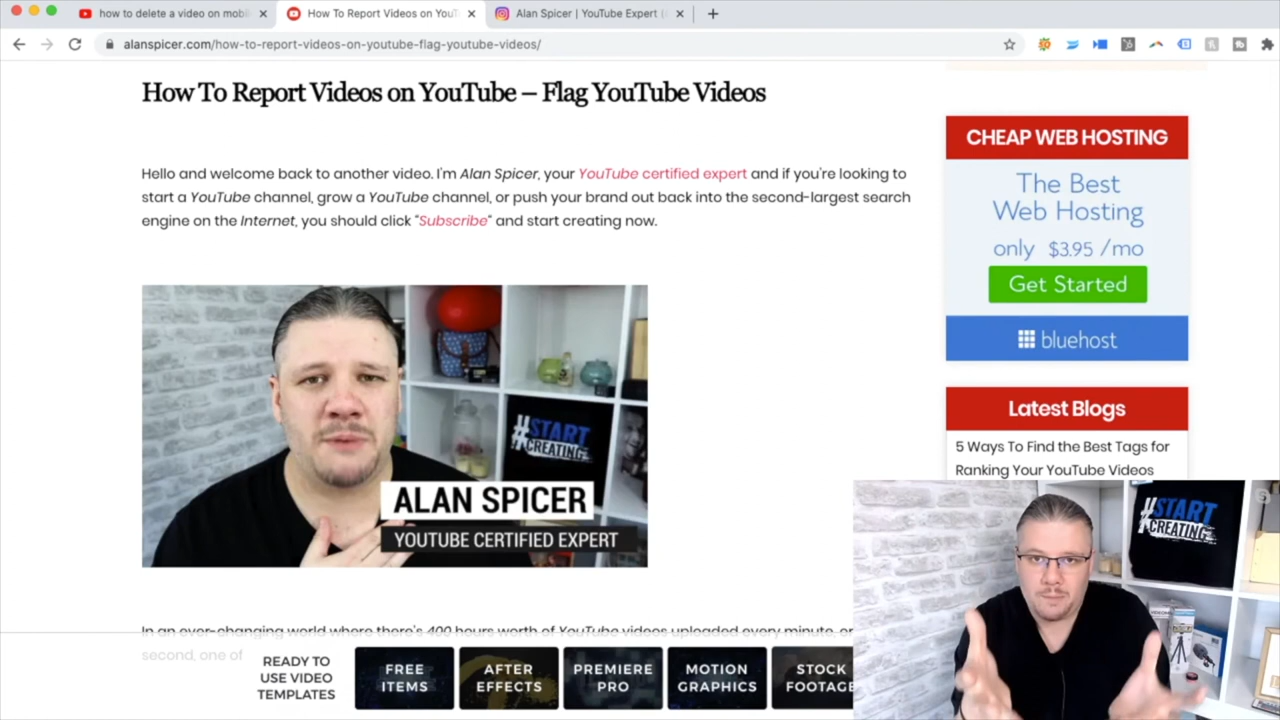 how to delete a video on mobil
How To Report Videos on YouT
Alan Spicer | YouTube Expert (
alanspicer.com/how-to-report-videos-on-youtube-flag-youtube-videos/
How To Report Videos on YouTube – Flag YouTube Videos
Hello and welcome back to another video. I'm Alan Spicer, your YouTube certified expert and if you're looking to
start a YouTube channel, grow a YouTube channel, or push your brand out back into the second-largest search
engine on the Internet, you should click "Subscribe" and start creating now.
#START
CREATING
ALAN SPICER
YOUTUBE CERTIFIED EXPERT
In an ever-changing world where there's 400 hours worth of YouTube videos uploaded every minute, or
second, one of
CHEAP WEB HOSTING
The Best
Web Hosting
only $3.95 /mo
Get Started
bluehost
Latest Blogs
5 Ways To Find the Best Tags for
Ranking Your YouTube Videos
#START
CREATING
READY TO
USE VIDEO
TEMPLATES
FREE
ITEMS
AFTER
EFFECTS
PREMIERE
PRO
MOTION
GRAPHICS
STOCK
FOOTAGE